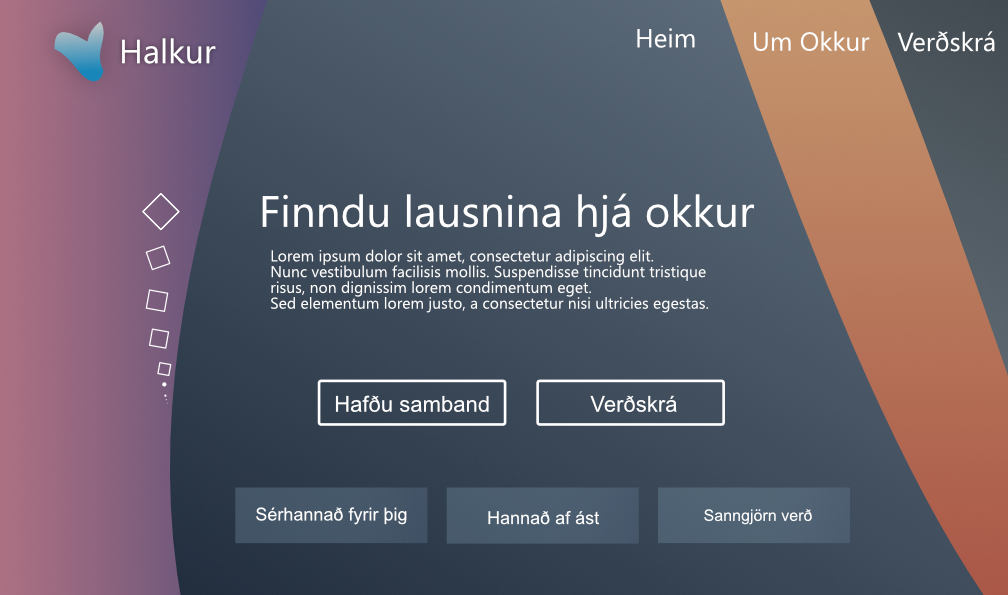 Halkur
Heim
Um Okkur
Verðskrá
Finndu lausnina hjá okkur
Lorem ipsum dolor sit amet, consectetur adipiscing elit.
Nunc vestibulum facilisis mollis. Suspendisse tincidunt tristique
risus, non dignissim lorem condimentum eget.
Sed elementum lorem justo, a consectetur nisi ultricies egestas.
Hafðu samband
Verðskrá
Sérhannað fyrir þig
Hannað af ást
Sanngjörn verð